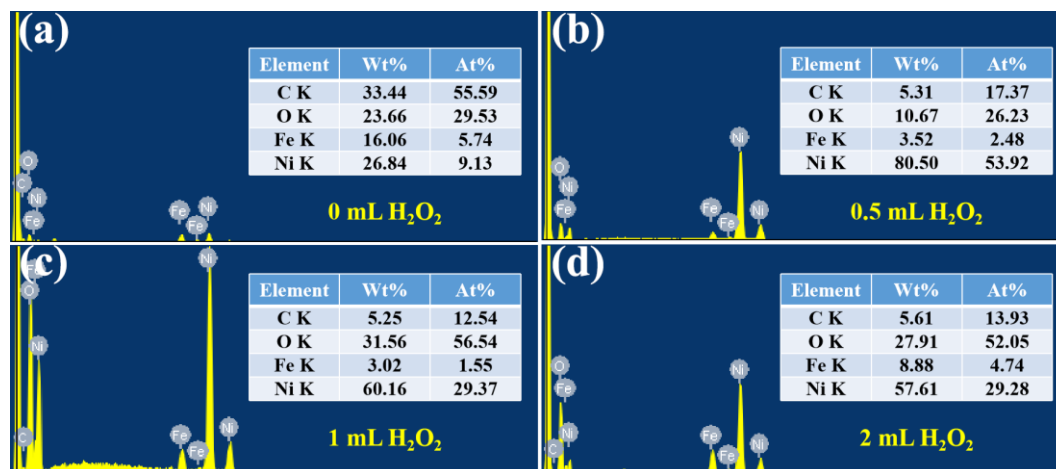 (a)
Element Wt% At%
C K 33.44 55.59
O K 23.66 29.53
Fe K 16.06 5.74
Ni K 26.84 9.13
O
C
Ni
Fe
Fe
Fe
Ni
0 mL H₂O₂
(b)
Element Wt% At%
C K 5.31 17.37
O K 10.67 26.23
Fe K 3.52 2.48
Ni K 80.50 53.92
Ni
O
Ni
Fe
Fe
Fe
Ni
0.5 mL H₂O₂
(c)
Element Wt% At%
C K 5.25 12.54
O K 31.56 56.54
Fe K 3.02 1.55
Ni K 60.16 29.37
Ni
Fe
O
Ni
C
Fe
Fe
Ni
1 mL H₂O₂
(d)
Element Wt% At%
C K 5.61 13.93
O K 27.91 52.05
Fe K 8.88 4.74
Ni K 57.61 29.28
Ni
O
Fe
Ni
C
Fe
Fe
Ni
2 mL H₂O₂